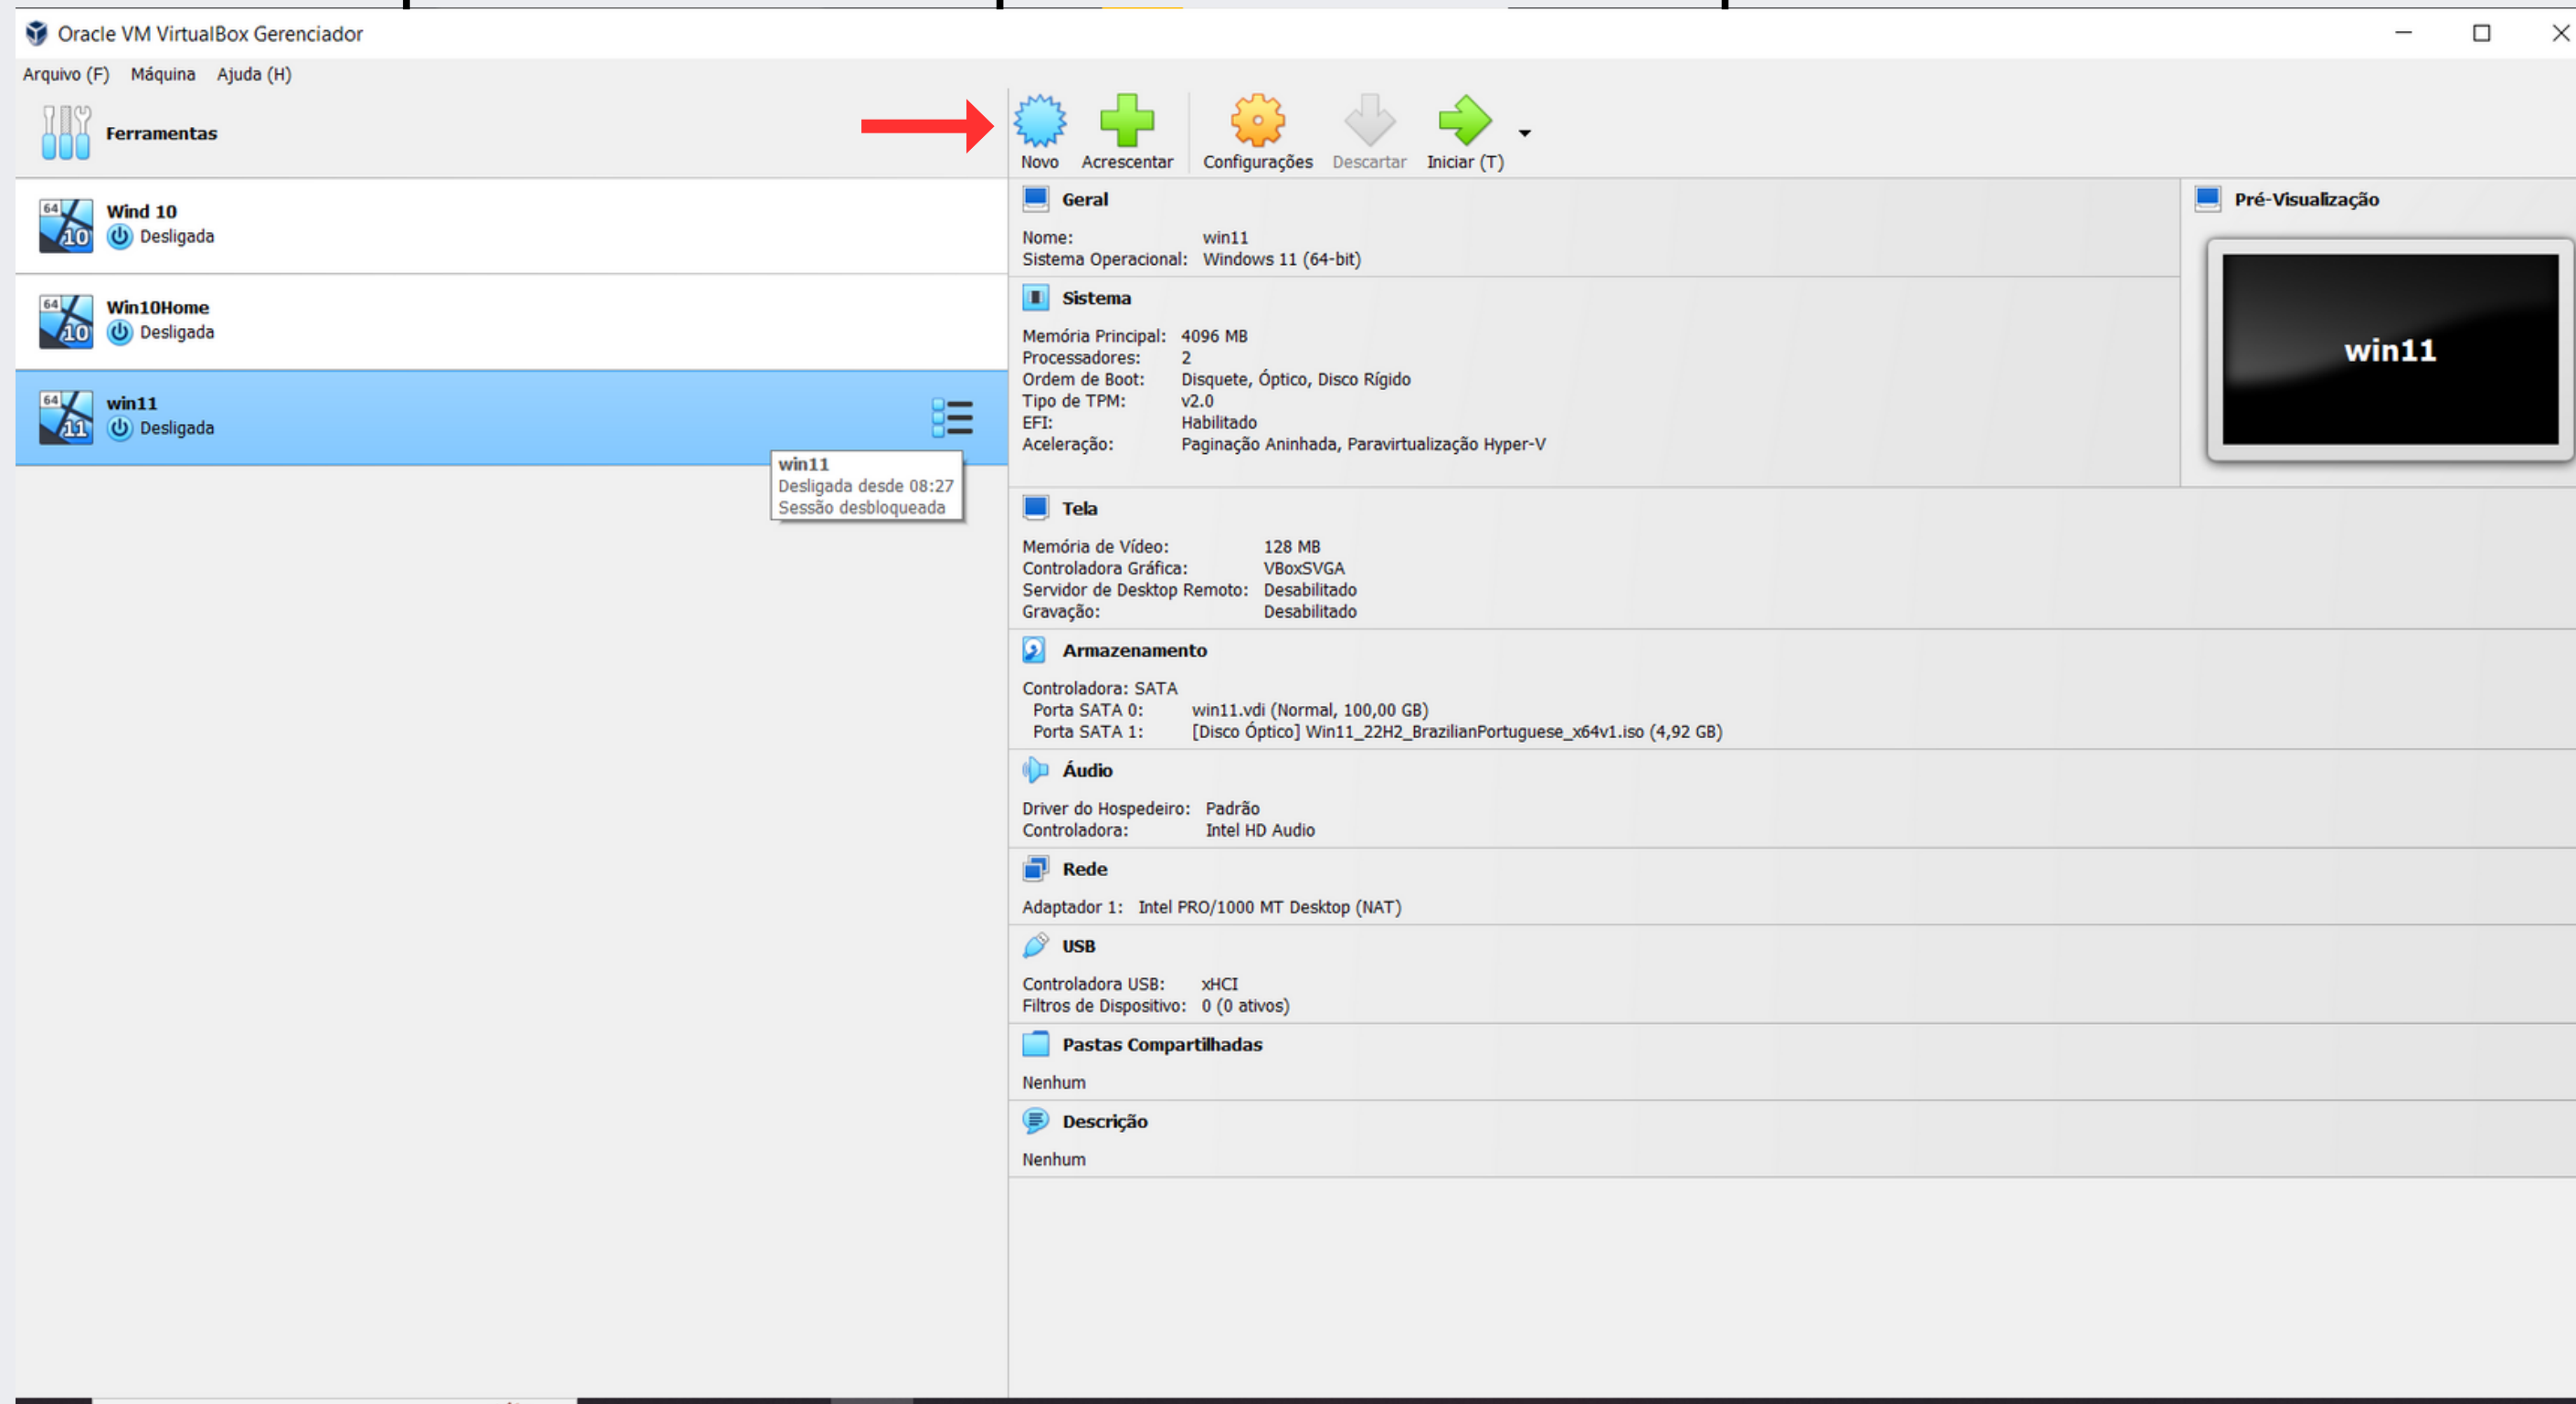 Oracle VM VirtualBox Gerenciador
Arquivo (F) Máquina Ajuda (H)
Ferramentas
Novo Acrescentar Configurações Descartar Iniciar (T)
64 10 Wind 10
Desligada
64 10 Win10Home
Desligada
64 11 win11
Desligada
win11
Desligada desde 08:27
Sessão desbloqueada
Geral
Nome: win11
Sistema Operacional: Windows 11 (64-bit)
Sistema
Memória Principal: 4096 MB
Processadores: 2
Ordem de Boot: Disquete, Óptico, Disco Rígido
Tipo de TPM: v2.0
EFI: Habilitado
Aceleração: Paginação Aninhada, Paravirtualização Hyper-V
Pré-Visualização
win11
Tela
Memória de Vídeo: 128 MB
Controladora Gráfica: VBoxSVGA
Servidor de Desktop Remoto: Desabilitado
Gravação: Desabilitado
Armazenamento
Controladora: SATA
Porta SATA 0: win11.vdi (Normal, 100,00 GB)
Porta SATA 1: [Disco Óptico] Win11_22H2_BrazilianPortuguese_x64v1.iso (4,92 GB)
Áudio
Driver do Hospedeiro: Padrão
Controladora: Intel HD Audio
Rede
Adaptador 1: Intel PRO/1000 MT Desktop (NAT)
USB
Controladora USB: xHCI
Filtros de Dispositivo: 0 (0 ativos)
Pastas Compartilhadas
Nenhum
Descrição
Nenhum